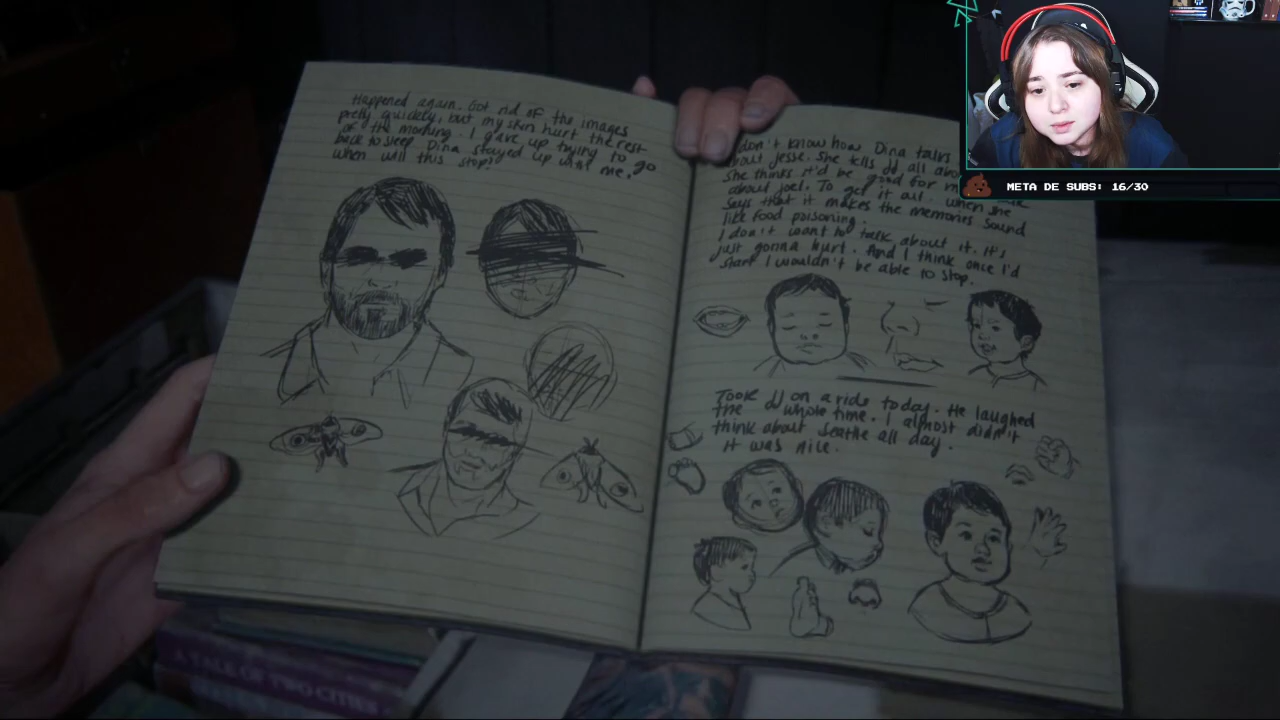 Happened again. Got rid of the images
pretty quickly, but my skin hurt the rest
of the morning. I gave up trying to go
back to sleep. Dina stayed up with me.
When will this stop?
don't know how Dina talks
about Jesse. She tells JJ all
She thinks it'd be good for
about Joel. To get it out. When she
says that it makes the memories sound
like food poisoning.
I don't want to talk about it. It's
just gonna hurt. And I think once I'd
start I wouldn't be able to stop.
Took JJ on a ride today. He laughed
the whole time. I almost didn't
think about Seattle all day.
It was nice.
A TALE OF TWO CITIES
META DE SUBS: 16/30